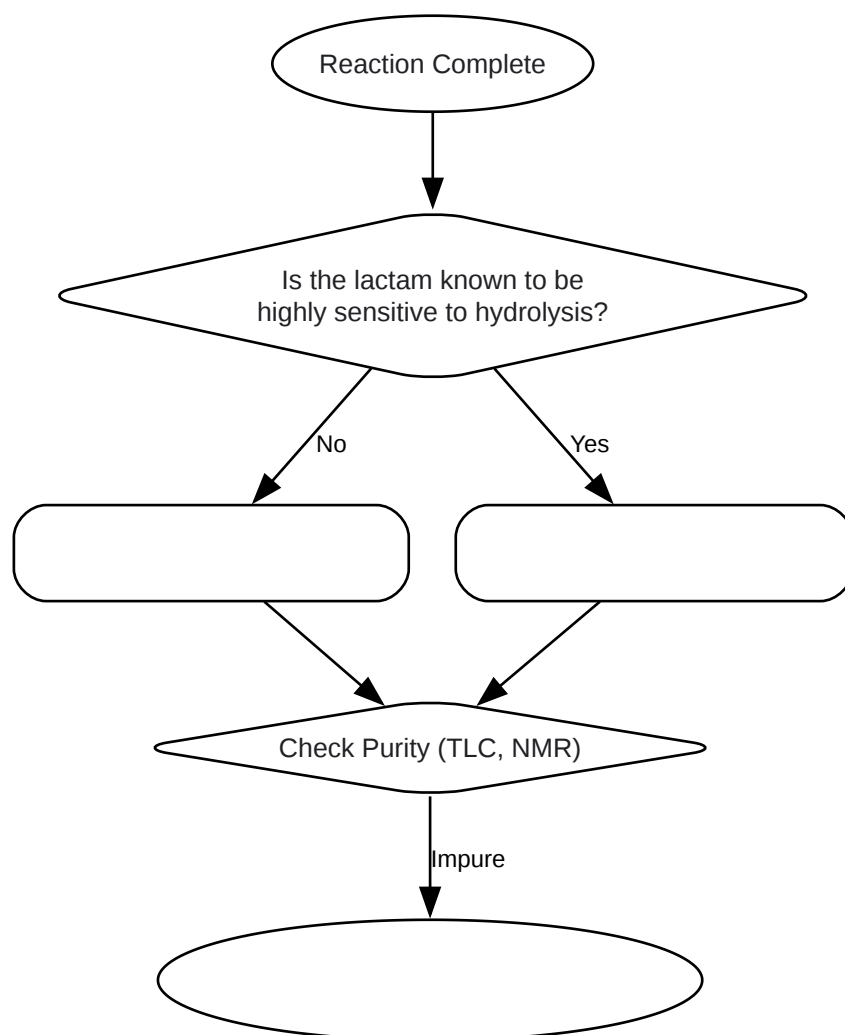 Reaction Complete
Is the lactam known to be
highly sensitive to hydrolysis?
No
Yes
Check Purity (TLC, NMR)
Impure